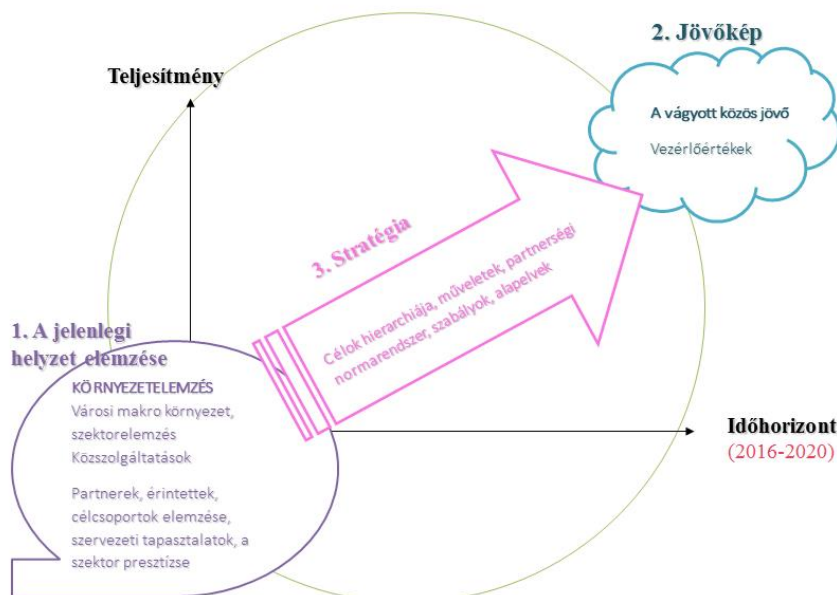 2. Jövőkép
A vágyott közös jövő
Vezérlőértékek
Teljesítmény
3. Stratégia
Célok hierarchiája, műveletek, partnerségi
normarendszer, szabályok, alapelvek
1. A jelenlegi
helyzet elemzése
KÖRNYEZETELEMZÉS
Városi makro környezet,
szektorelemzés
Közszolgáltatások
Partnerek, érintettek,
célcsoportok elemzése,
szervezeti tapasztalatok, a
szektor presztízse
Időhorizont
(2016-2020)